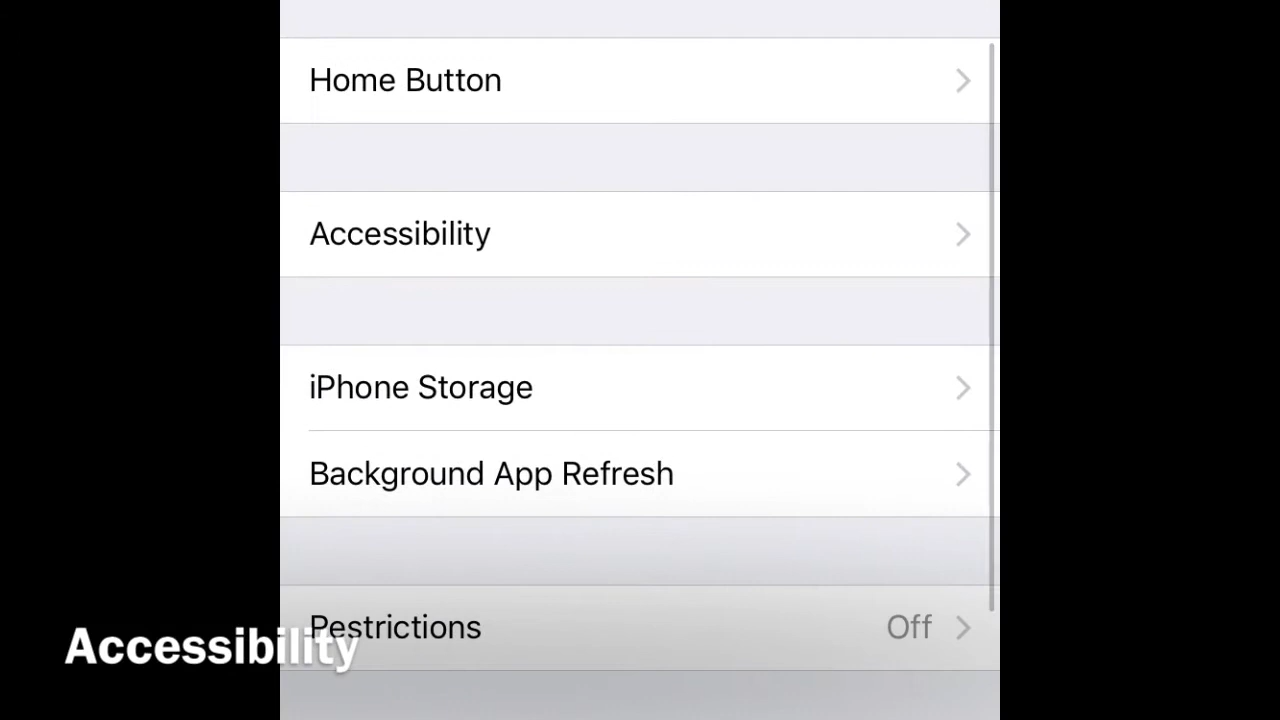 Home Button
Accessibility
iPhone Storage
Background App Refresh
Restrictions Off
Accessibility